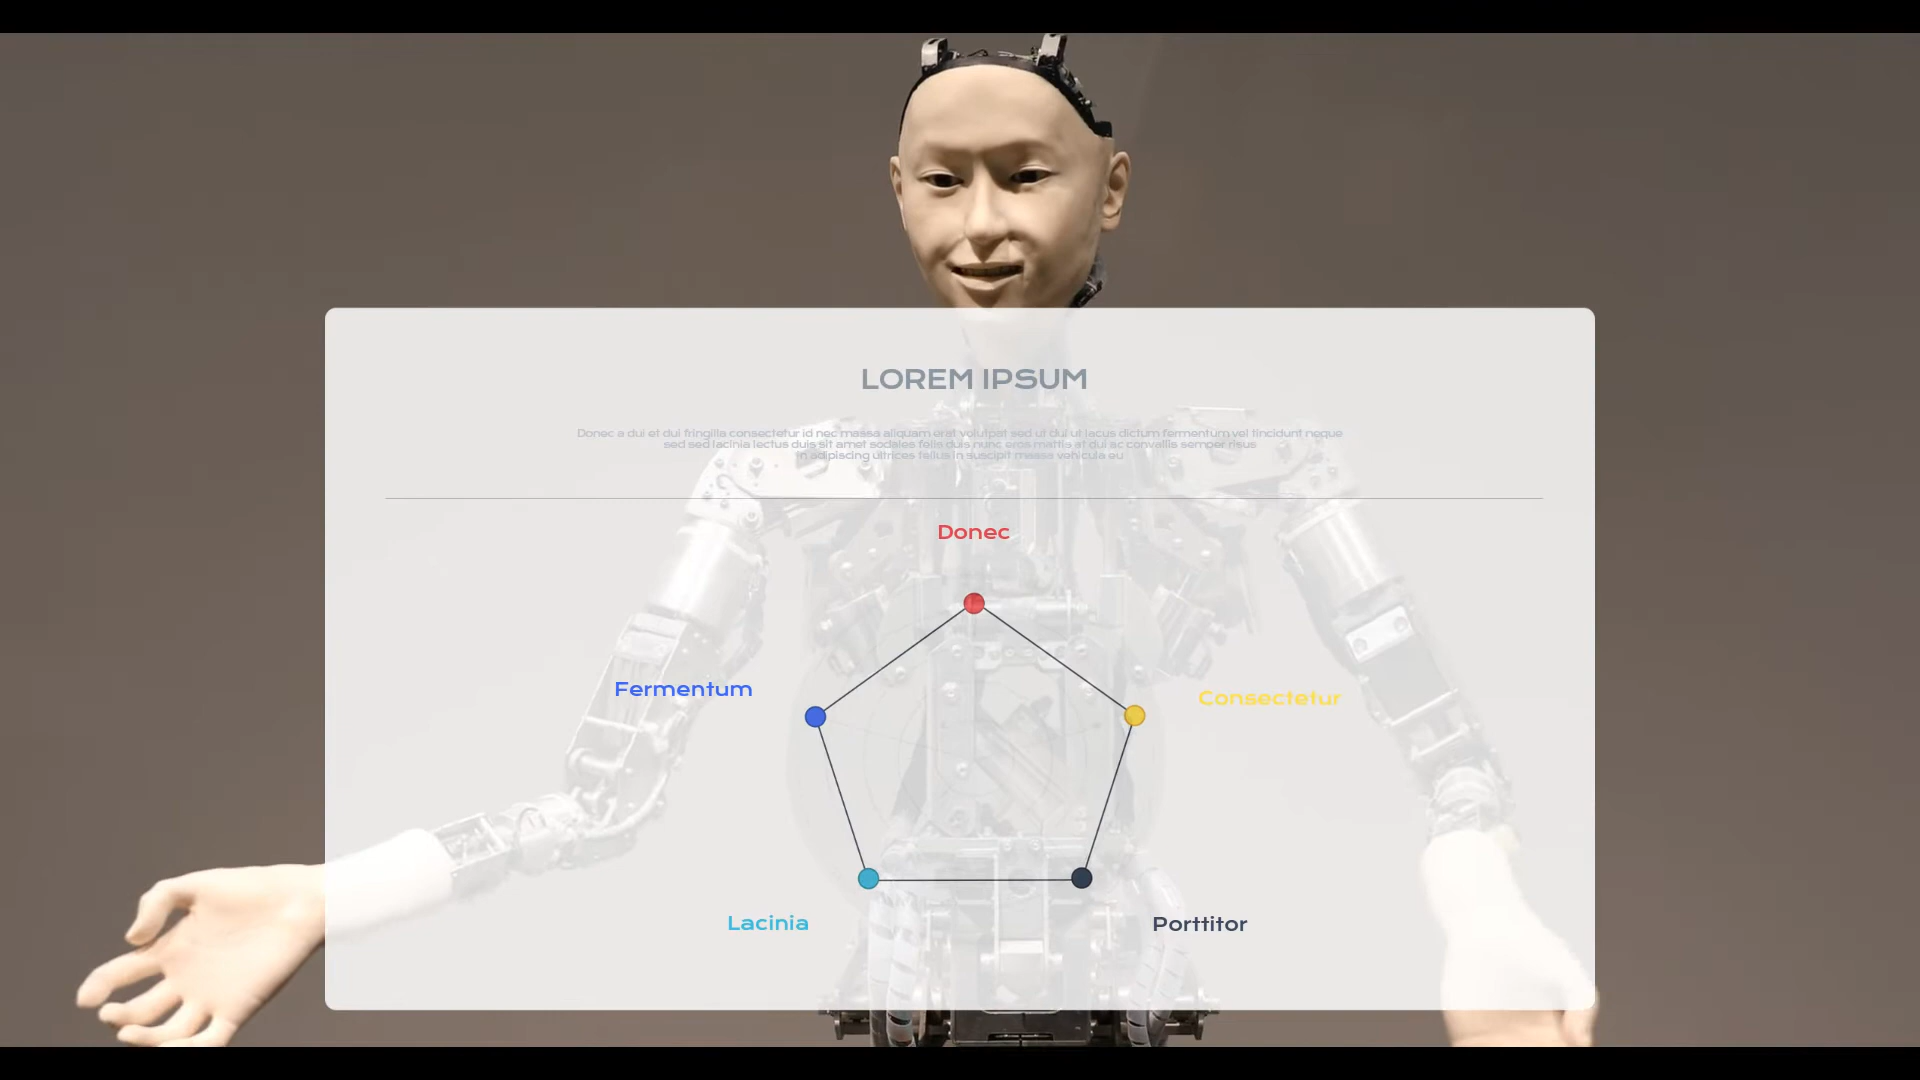 LOREM IPSUM
Donec a dui et dui fringilla consectetur id nec massa aliquam erat volutpat sed ut dui ut lacus dictum fermentum vel tincidunt neque
sed sed lacinia lectus duis sit amet sodales felis duis nunc eros mattis at dui ac convallis semper risus
in adipiscing ultrices tellus in suscipit massa vehicula eu
Donec
Fermentum
Consectetur
Lacinia
Porttitor